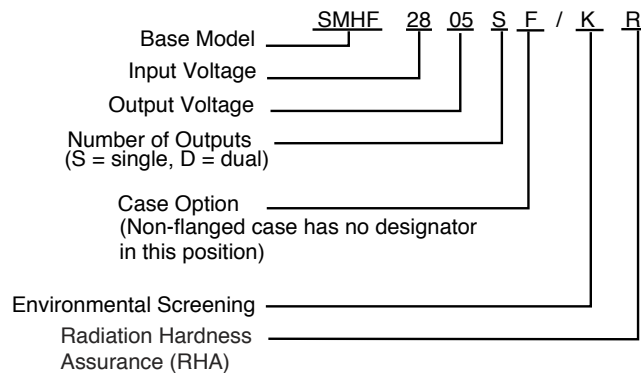 SMHF 28 05 S F / K R
Base Model
Input Voltage
Output Voltage
Number of Outputs
(S = single, D = dual)
Case Option
(Non-flanged case has no designator
in this position)
Environmental Screening
Radiation Hardness
Assurance (RHA)